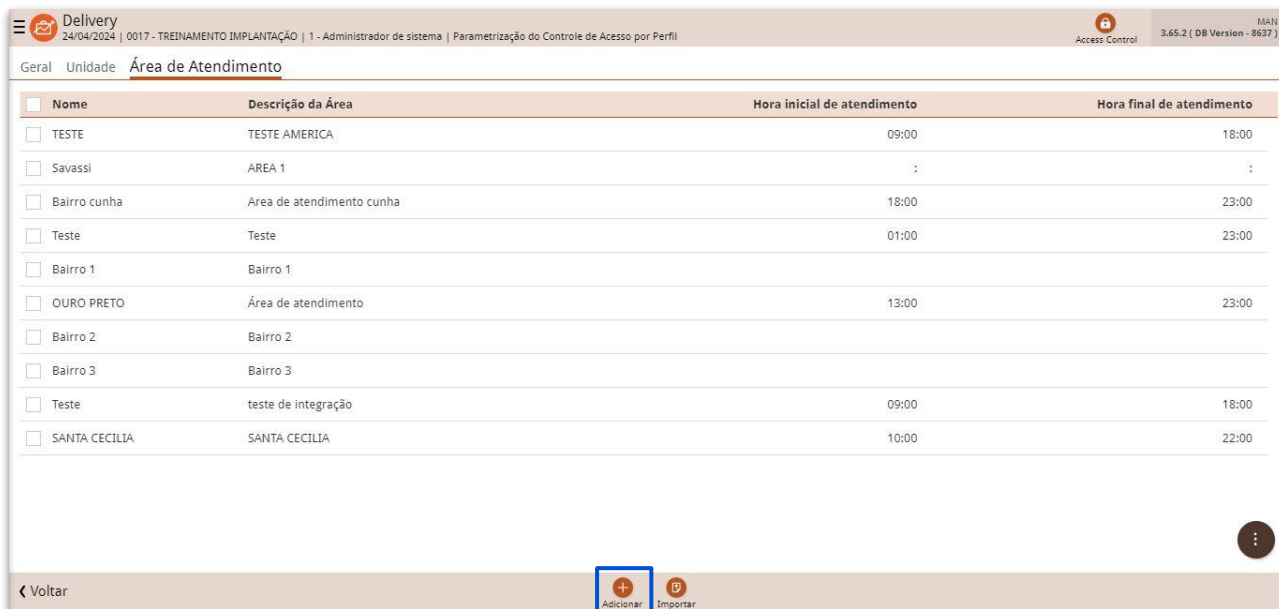 Delivery
24/04/2024 | 0017 - TREINAMENTO IMPLANTAÇÃO | 1 - Administrador de sistema | Parametrização do Controle de Acesso por Perfil
Access Control
MAN
3.65.2 ( DB Version - 8637 )
Geral Unidade Área de Atendimento
Nome Descrição da Área Hora inicial de atendimento Hora final de atendimento
TESTE TESTE AMERICA 09:00 18:00
Savassi AREA 1 : :
Bairro cunha Area de atendimento cunha 18:00 23:00
Teste Teste 01:00 23:00
Bairro 1 Bairro 1
OURO PRETO Área de atendimento 13:00 23:00
Bairro 2 Bairro 2
Bairro 3 Bairro 3
Teste teste de integração 09:00 18:00
SANTA CECILIA SANTA CECILIA 10:00 22:00
Voltar
Adicionar Importar